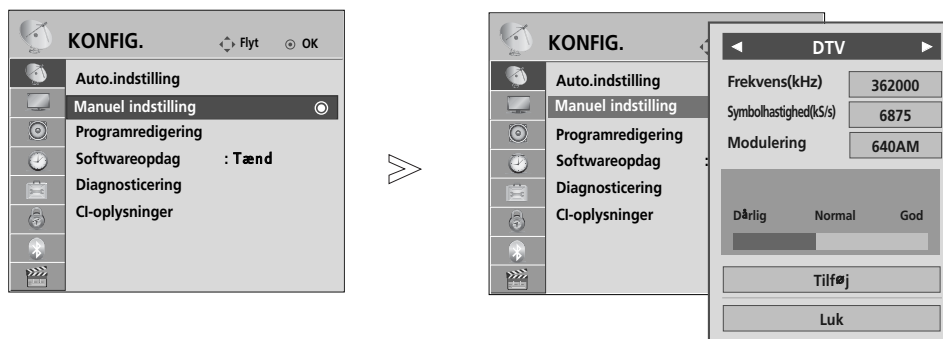 KONFIG. Flyt OK
Auto.indstilling
Manuel indstilling
Programredigering
Softwareopdag : Tænd
Diagnosticering
CI-oplysninger
KONFIG.
Auto.indstilling
Manuel indstilling
Programredigering
Softwareopdag :
Diagnosticering
CI-oplysninger
◄ DTV ►
Frekvens(kHz) 362000
Symbolhastighed(kS/s) 6875
Modulering 640AM
Dårlig Normal God
Tilføj
Luk